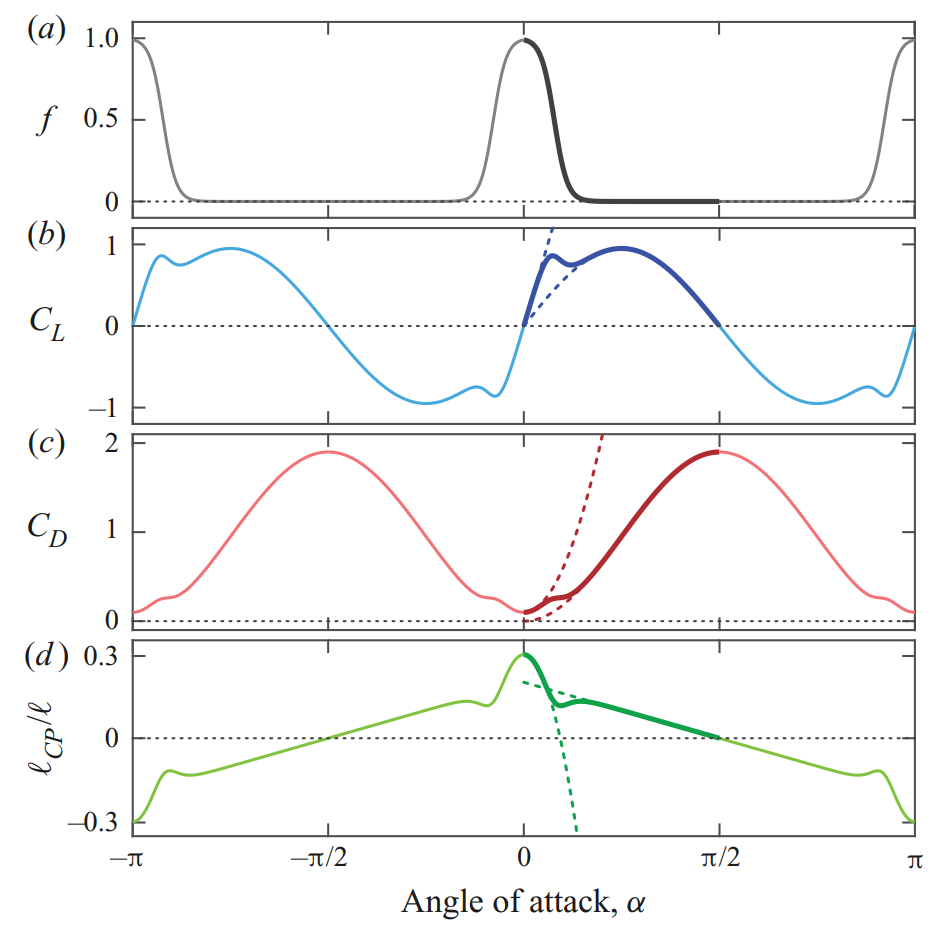 (a)
1.0
f
0.5
0
(b)
1
C_L
0
–1
(c)
2
C_D
1
0
(d)
0.3
ℓ_CP/ℓ
0
–0.3
–π
–π/2
0
π/2
π
Angle of attack, α